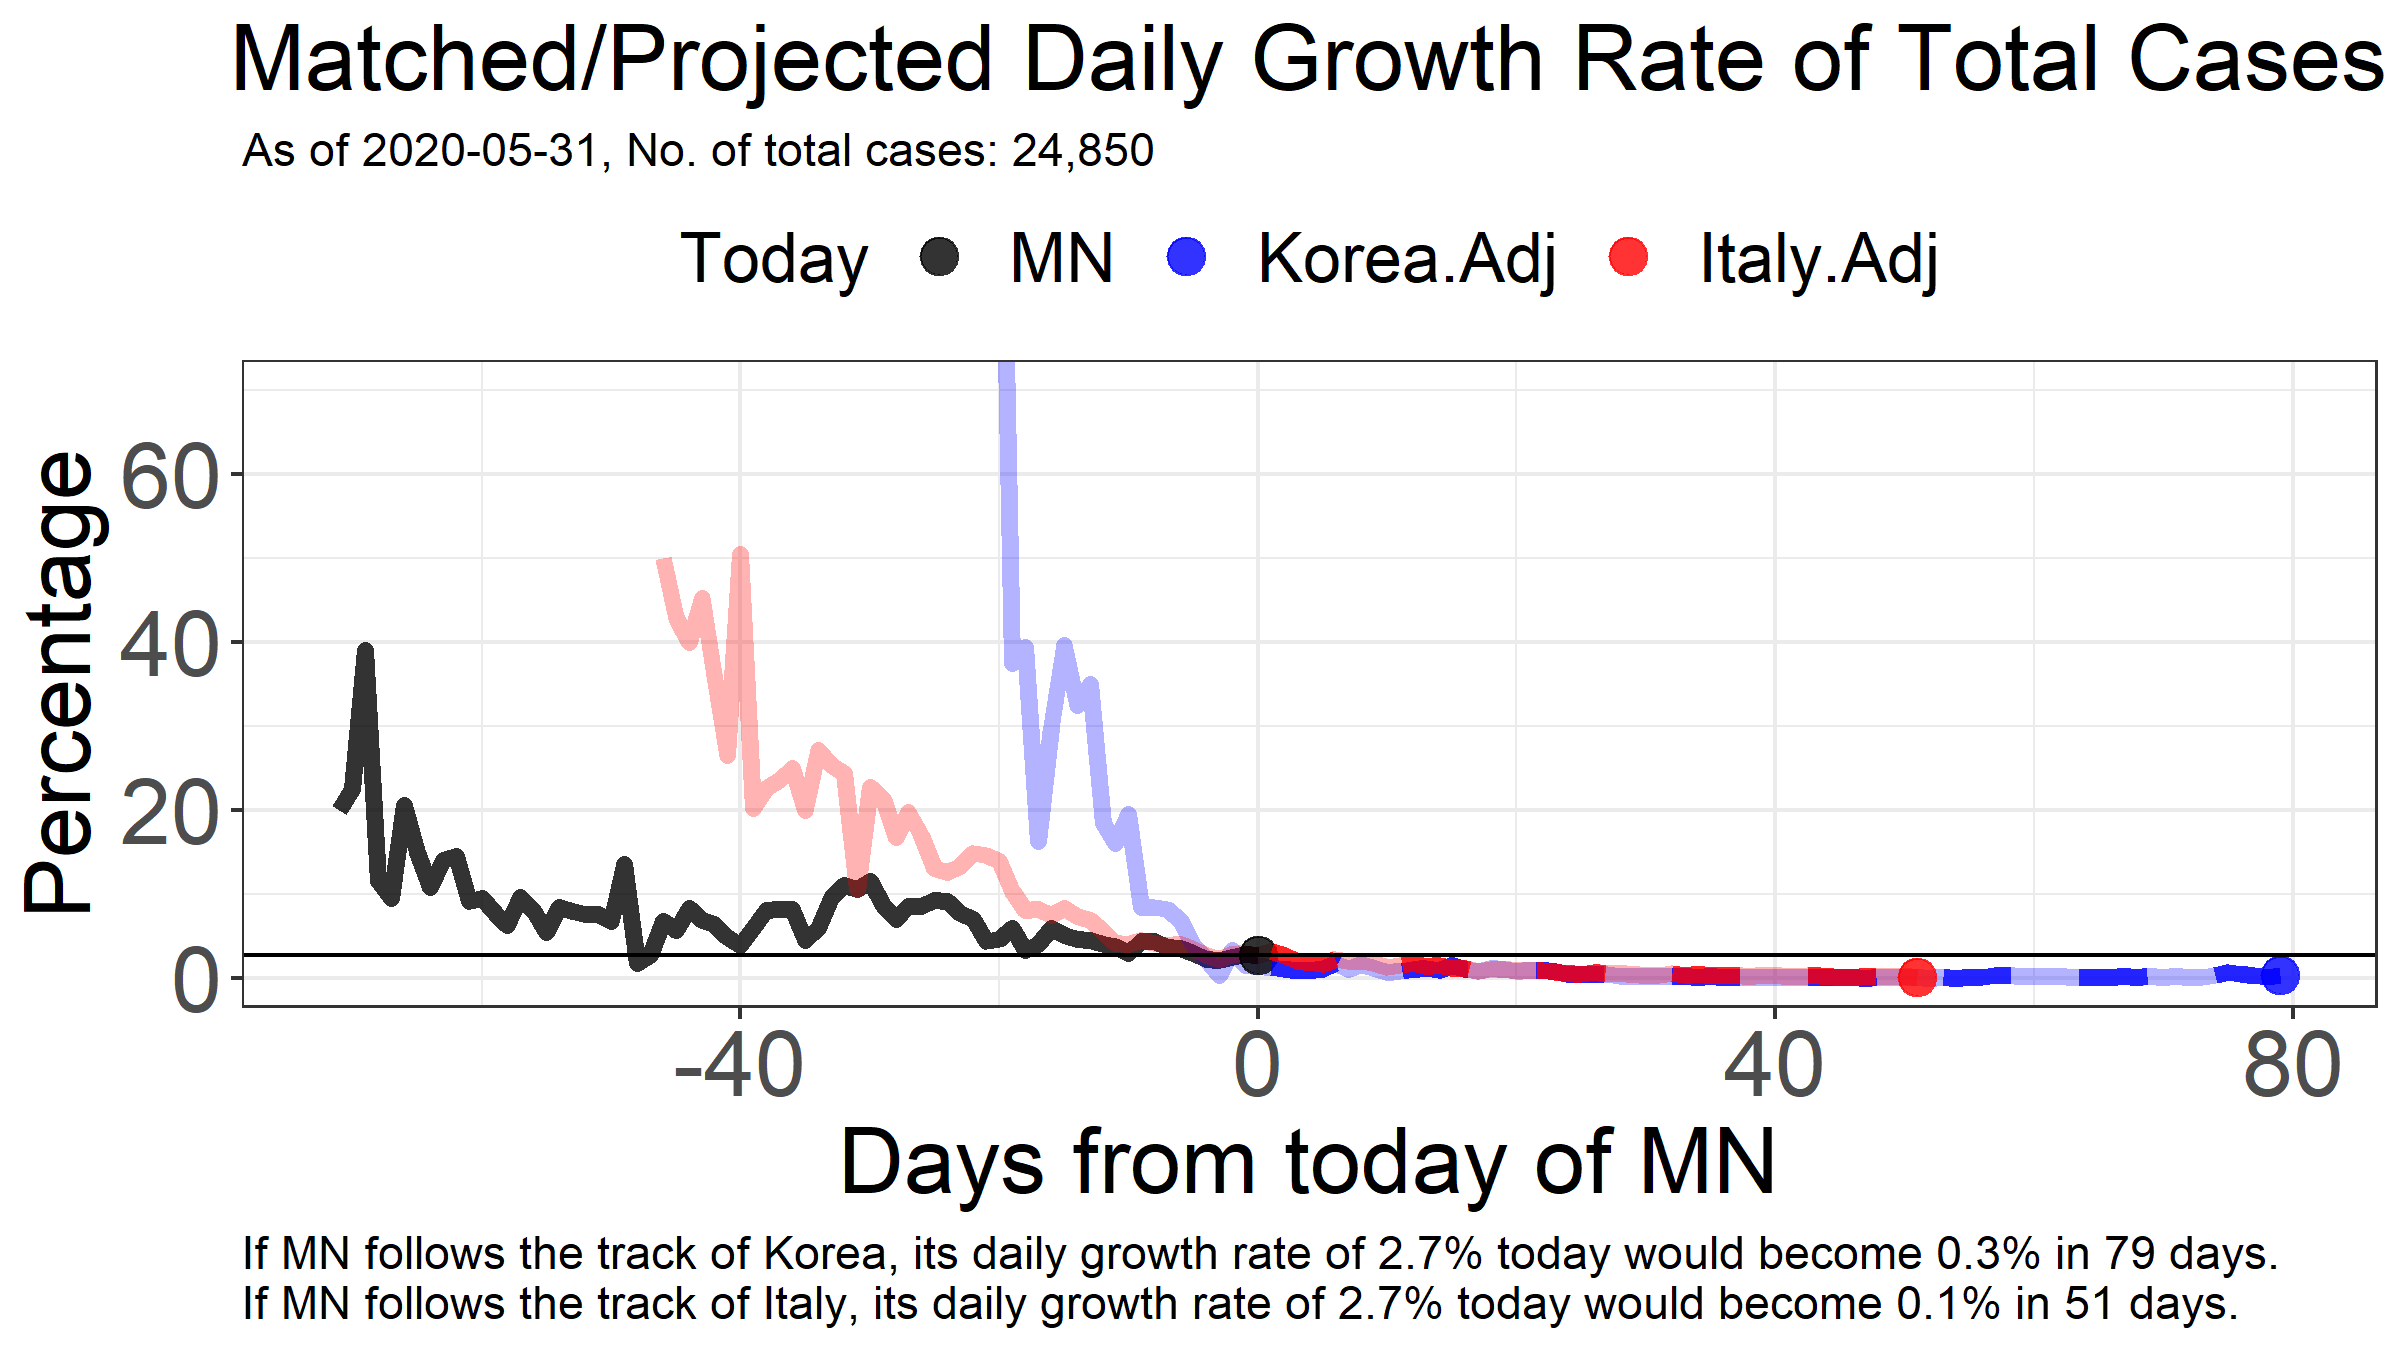 Matched/Projected Daily Growth Rate of Total Cases
As of 2020-05-31, No. of total cases: 24,850
Today MN Korea.Adj Italy.Adj
Percentage
60
40
20
0
-40 0 40 80
Days from today of MN
If MN follows the track of Korea, its daily growth rate of 2.7% today would become 0.3% in 79 days.
If MN follows the track of Italy, its daily growth rate of 2.7% today would become 0.1% in 51 days.